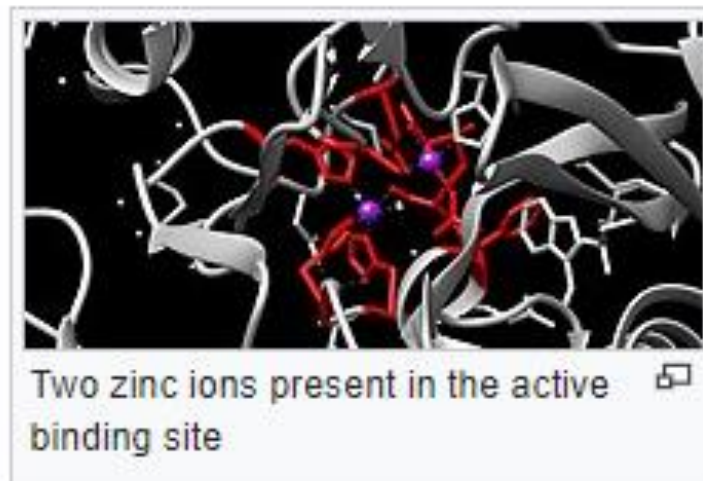 Two zinc ions present in the active
binding site